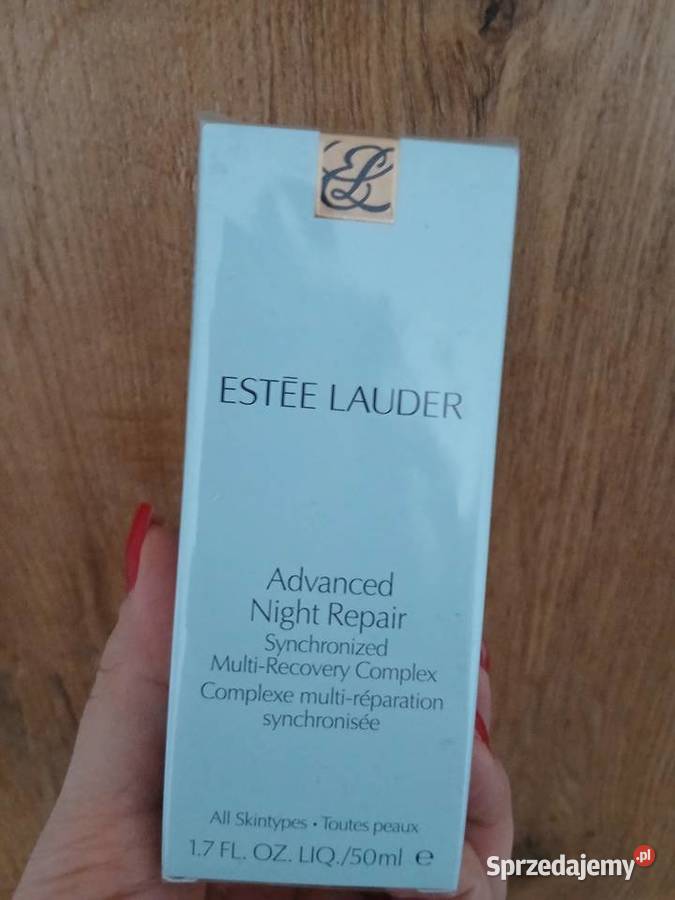 EL
ESTĒE LAUDER
Advanced
Night Repair
Synchronized
Multi-Recovery Complex
Complexe multi-réparation
synchronisée
All Skintypes • Toutes peaux
1.7 FL. OZ. LIQ./50ml ℮
Sprzedajemy.pl